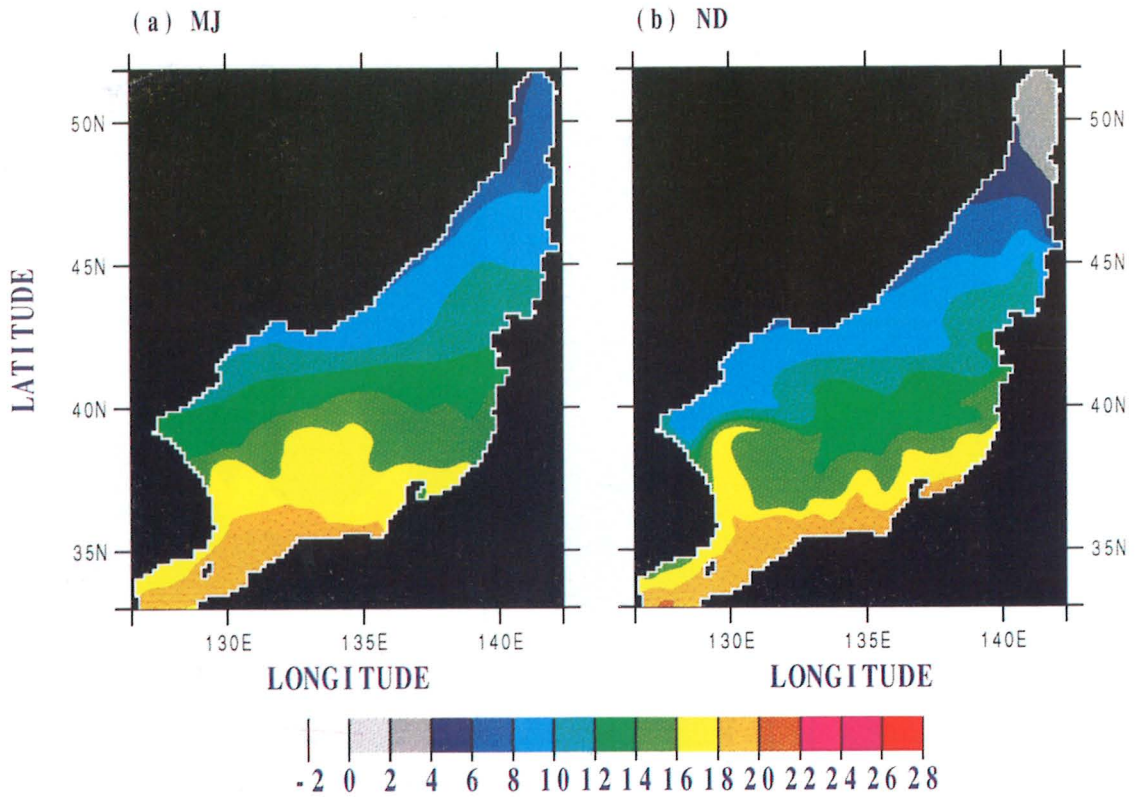 (a) MJ
(b) ND
50N
45N
40N
35N
50N
45N
40N
35N
LATITUDE
130E 135E 140E
130E 135E 140E
LONGITUDE
LONGITUDE
-2 0 2 4 6 8 10 12 14 16 18 20 22 24 26 28